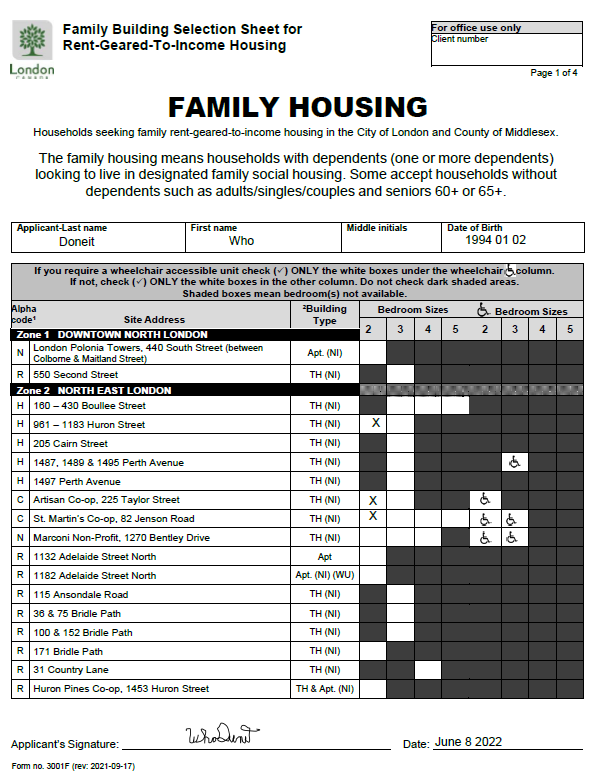 Family Building Selection Sheet for
Rent-Geared-To-Income Housing
London
CANADA
For office use only
Client number
Page 1 of 4
FAMILY HOUSING
Households seeking family rent-geared-to-income housing in the City of London and County of Middlesex.
The family housing means households with dependents (one or more dependents)
looking to live in designated family social housing. Some accept households without
dependents such as adults/singles/couples and seniors 60+ or 65+.
Applicant-Last name First name Middle initials Date of Birth
Doneit Who 1994 01 02
If you require a wheelchair accessible unit check (✓) ONLY the white boxes under the wheelchair ♿ column.
If not, check (✓) ONLY the white boxes in the other column. Do not check dark shaded areas.
Shaded boxes mean bedroom(s) not available.
Alpha code¹ Site Address ²Building Type Bedroom Sizes ♿ Bedroom Sizes
2 3 4 5 2 3 4 5
Zone 1 DOWNTOWN NORTH LONDON
N London Polonia Towers, 440 South Street (between Colborne & Maitland Street) Apt. (NI)
R 550 Second Street TH (NI)
Zone 2 NORTH EAST LONDON
H 160 – 430 Boullee Street TH (NI)
H 961 – 1183 Huron Street TH (NI) X
H 205 Cairn Street TH (NI)
H 1487, 1489 & 1495 Perth Avenue TH (NI) ♿
H 1497 Perth Avenue TH (NI)
C Artisan Co-op, 225 Taylor Street TH (NI) X ♿
C St. Martin's Co-op, 82 Jenson Road TH (NI) X ♿ ♿
N Marconi Non-Profit, 1270 Bentley Drive TH (NI) ♿ ♿
R 1132 Adelaide Street North Apt
R 1182 Adelaide Street North Apt. (NI) (WU)
R 115 Ansondale Road TH (NI)
R 36 & 75 Bridle Path TH (NI)
R 100 & 152 Bridle Path TH (NI)
R 171 Bridle Path TH (NI)
R 31 Country Lane TH (NI)
R Huron Pines Co-op, 1453 Huron Street TH & Apt. (NI)
Applicant's Signature: WhoDunit Date: June 8 2022
Form no. 3001F (rev: 2021-09-17)